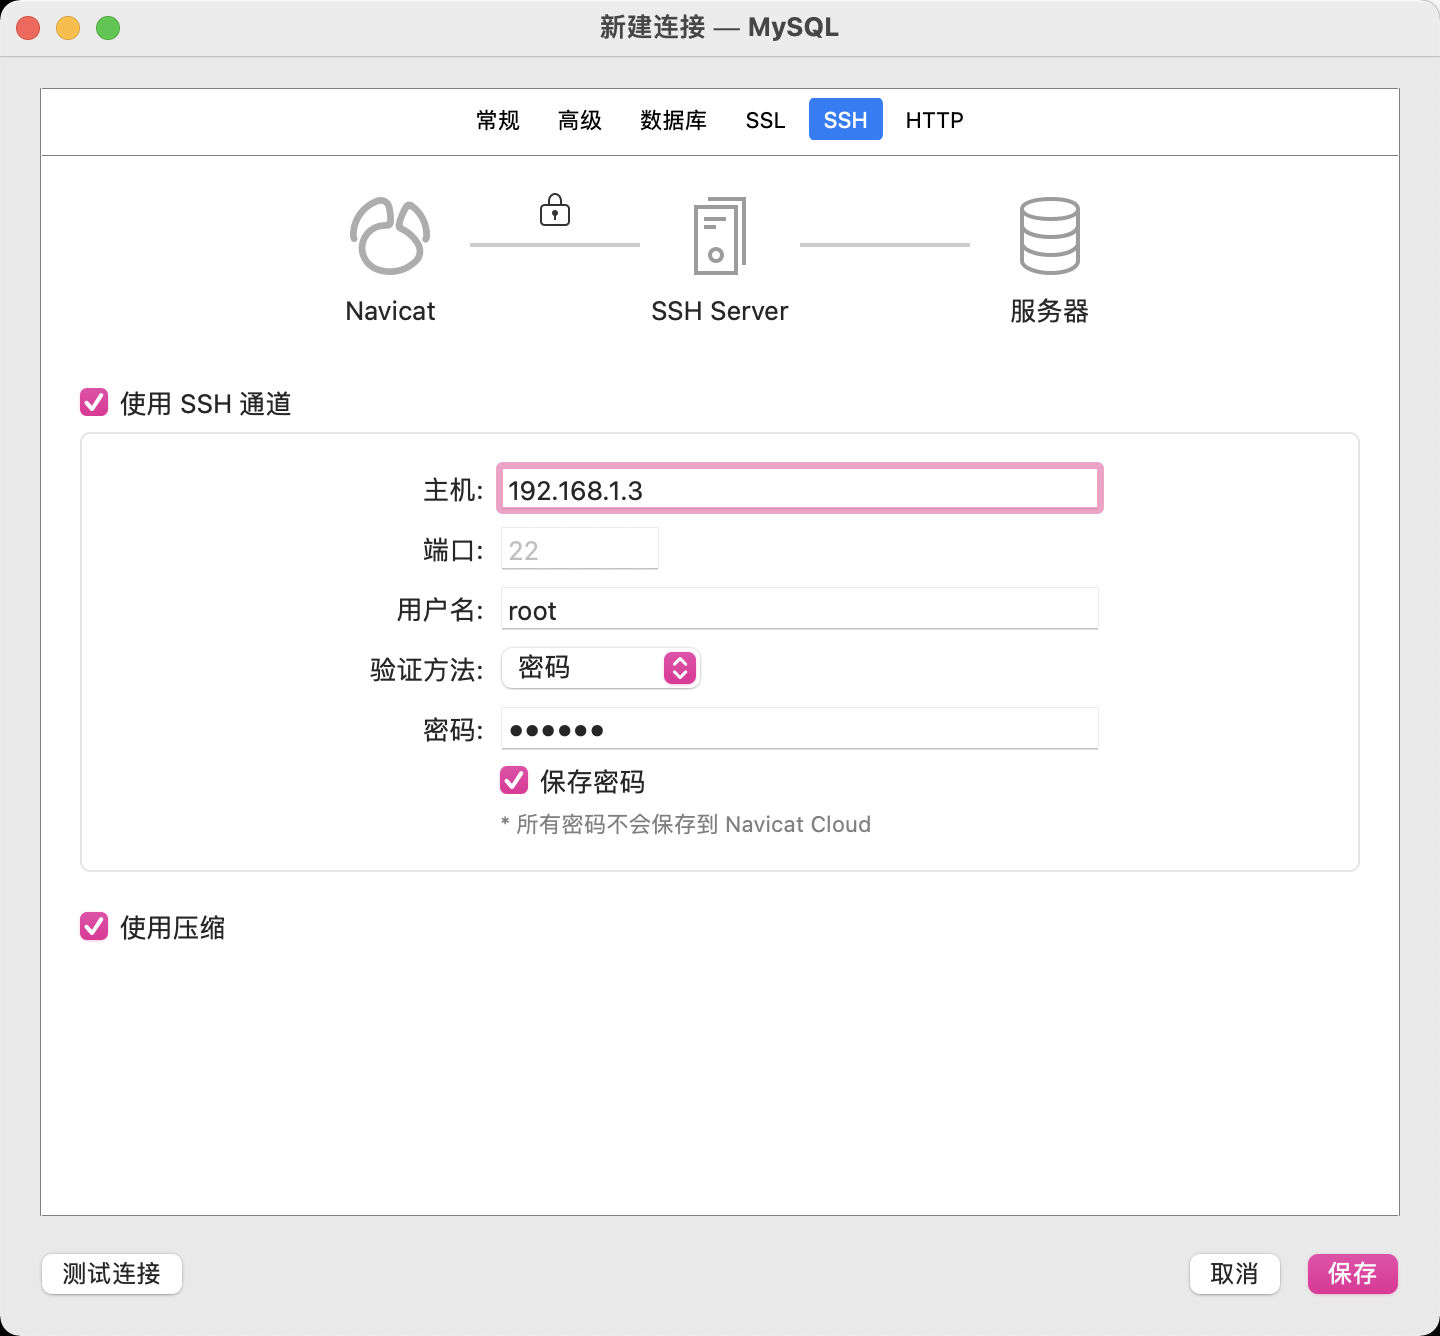 新建连接 — MySQL
常规 高级 数据库 SSL SSH HTTP
Navicat SSH Server 服务器
使用 SSH 通道
主机: 192.168.1.3
端口: 22
用户名: root
验证方法: 密码
密码: ●●●●●●
保存密码
* 所有密码不会保存到 Navicat Cloud
使用压缩
测试连接 取消 保存